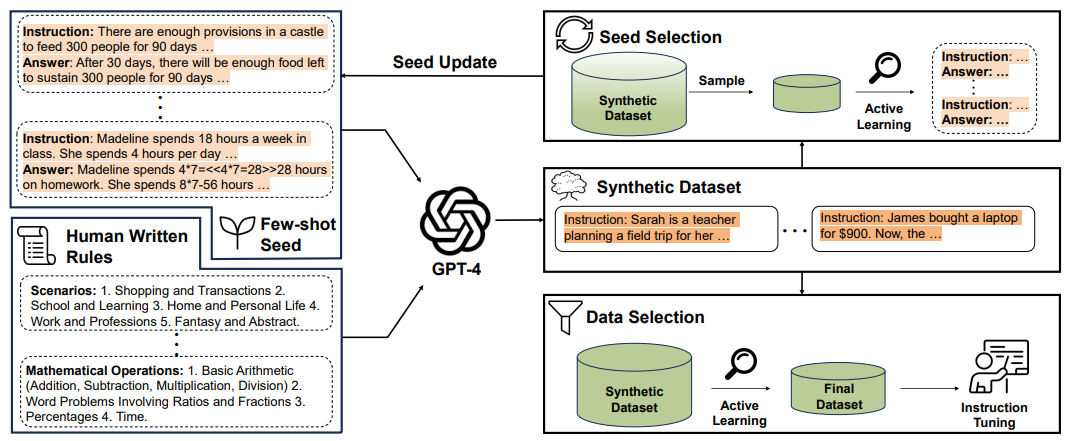 Instruction: There are enough provisions in a castle
to feed 300 people for 90 days ...
Answer: After 30 days, there will be enough food left
to sustain 300 people for 90 days ...
Instruction: Madeline spends 18 hours a week in
class. She spends 4 hours per day ...
Answer: Madeline spends 4*7=<<4*7=28>>28 hours
on homework. She spends 8*7-56 hours ...
Few-shot
Seed
Human Written
Rules
Scenarios: 1. Shopping and Transactions 2.
School and Learning 3. Home and Personal Life 4.
Work and Professions 5. Fantasy and Abstract.
Mathematical Operations: 1. Basic Arithmetic
(Addition, Subtraction, Multiplication, Division) 2.
Word Problems Involving Ratios and Fractions 3.
Percentages 4. Time.
Seed Update
GPT-4
Seed Selection
Synthetic
Dataset
Sample
Active
Learning
Instruction: ...
Answer: ...
Instruction: ...
Answer: ...
Synthetic Dataset
Instruction: Sarah is a teacher
planning a field trip for her ...
...
Instruction: James bought a laptop
for $900. Now, the ...
Data Selection
Synthetic
Dataset
Active
Learning
Final
Dataset
Instruction
Tuning